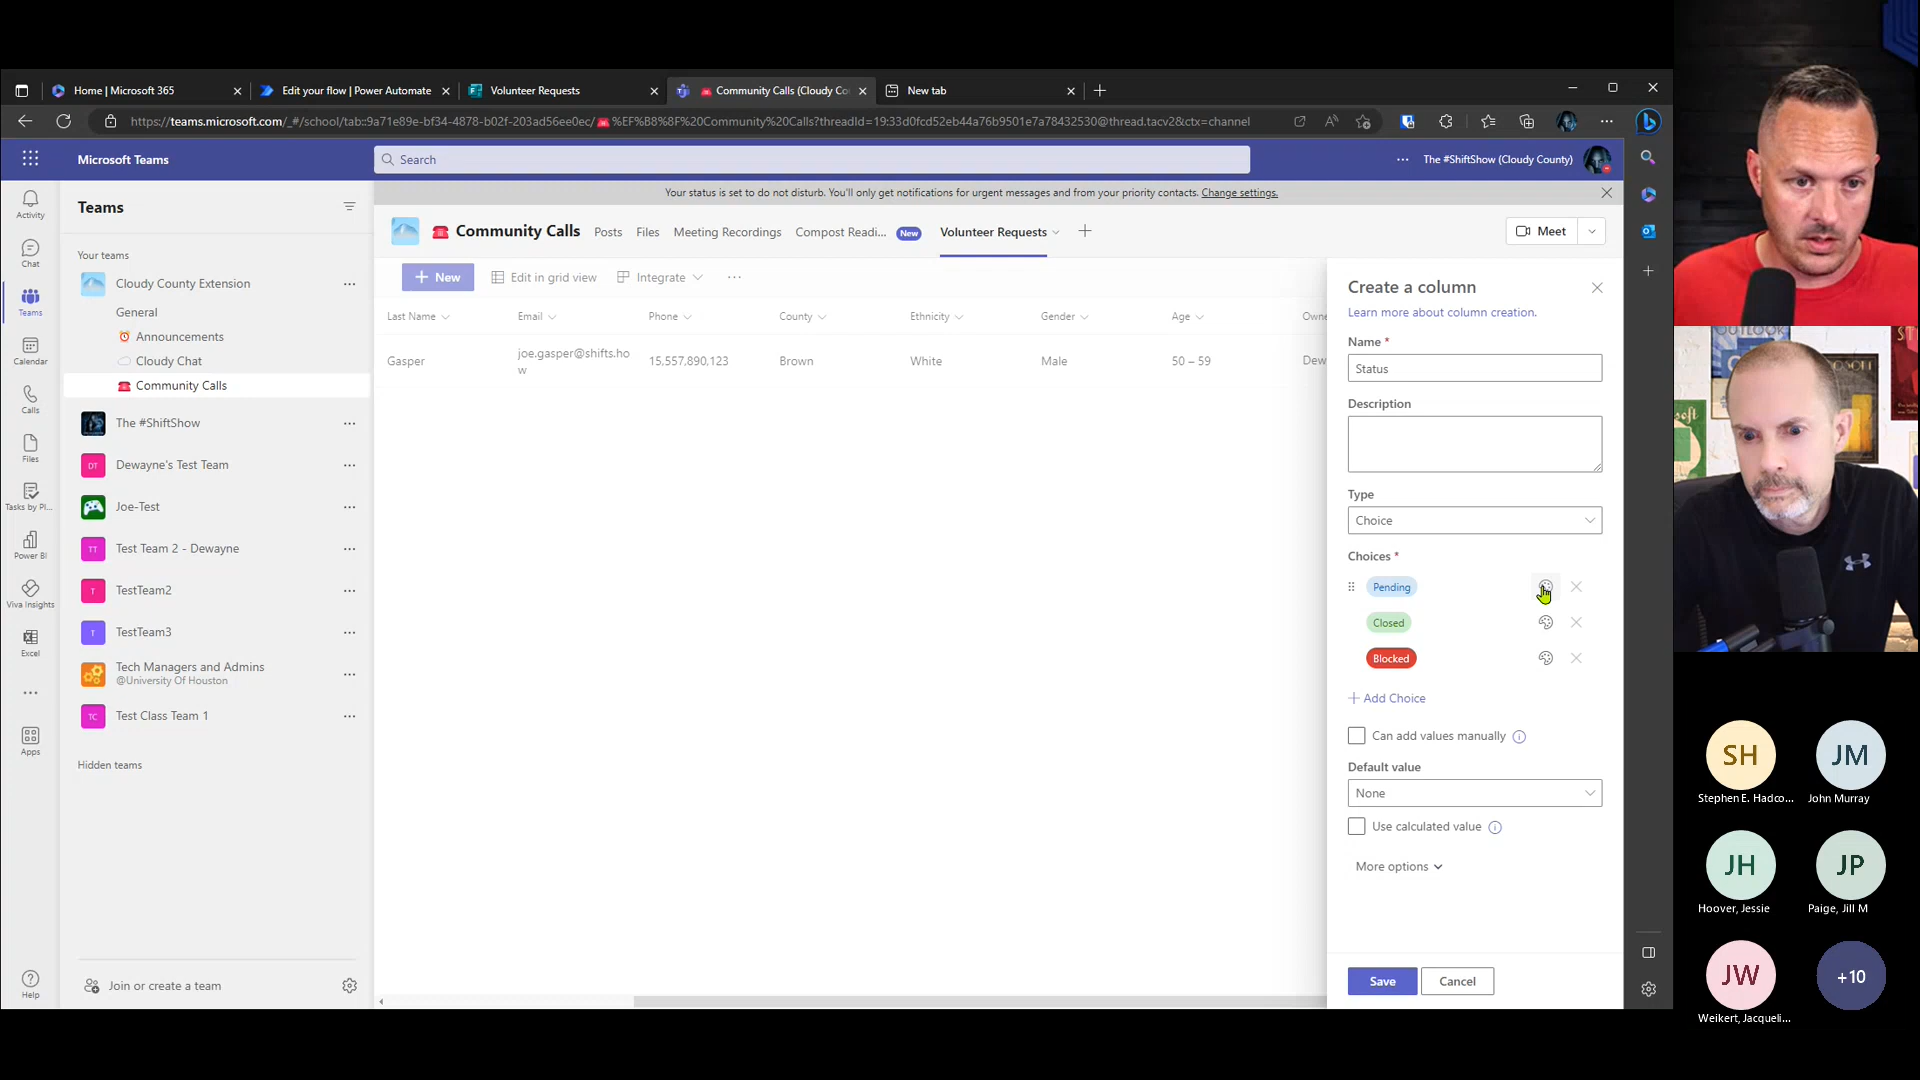 Home | Microsoft 365
Edit your flow | Power Automate
Volunteer Requests
Community Calls (Cloudy Co
New tab
https://teams.microsoft.com/_#/school/tab::9a71e89e-bf34-4878-b02f-203ad56ee0ec/☎%EF%B8%8F%20Community%20Calls?threadId=19:33d0fcd52eb44a76b9501e7a78432530@thread.tacv2&ctx=channel
Microsoft Teams
Search
The #ShiftShow (Cloudy County)
Your status is set to do not disturb. You'll only get notifications for urgent messages and from your priority contacts. Change settings.
Activity
Chat
Teams
Calendar
Calls
Files
Tasks by Pl...
Power BI
Viva Insights
Excel
Apps
Help
Teams
Your teams
Cloudy County Extension
General
Announcements
Cloudy Chat
Community Calls
The #ShiftShow
DT Dewayne's Test Team
Joe-Test
TT Test Team 2 - Dewayne
T TestTeam2
T TestTeam3
Tech Managers and Admins
@University Of Houston
TC Test Class Team 1
Hidden teams
Join or create a team
Community Calls Posts Files Meeting Recordings Compost Readi... New Volunteer Requests
Meet
New Edit in grid view Integrate
Last Name Email Phone County Ethnicity Gender Age Owne
Gasper joe.gasper@shifts.ho 15,557,890,123 Brown White Male 50 – 59 Dew
w
Create a column
Learn more about column creation.
Name *
Status
Description
Type
Choice
Choices *
Pending
Closed
Blocked
+ Add Choice
Can add values manually
Default value
None
Use calculated value
More options
Save Cancel
SH
Stephen E. Hadco...
JM
John Murray
JH
Hoover, Jessie
JP
Paige, Jill M
JW
Weikert, Jacqueli...
+10